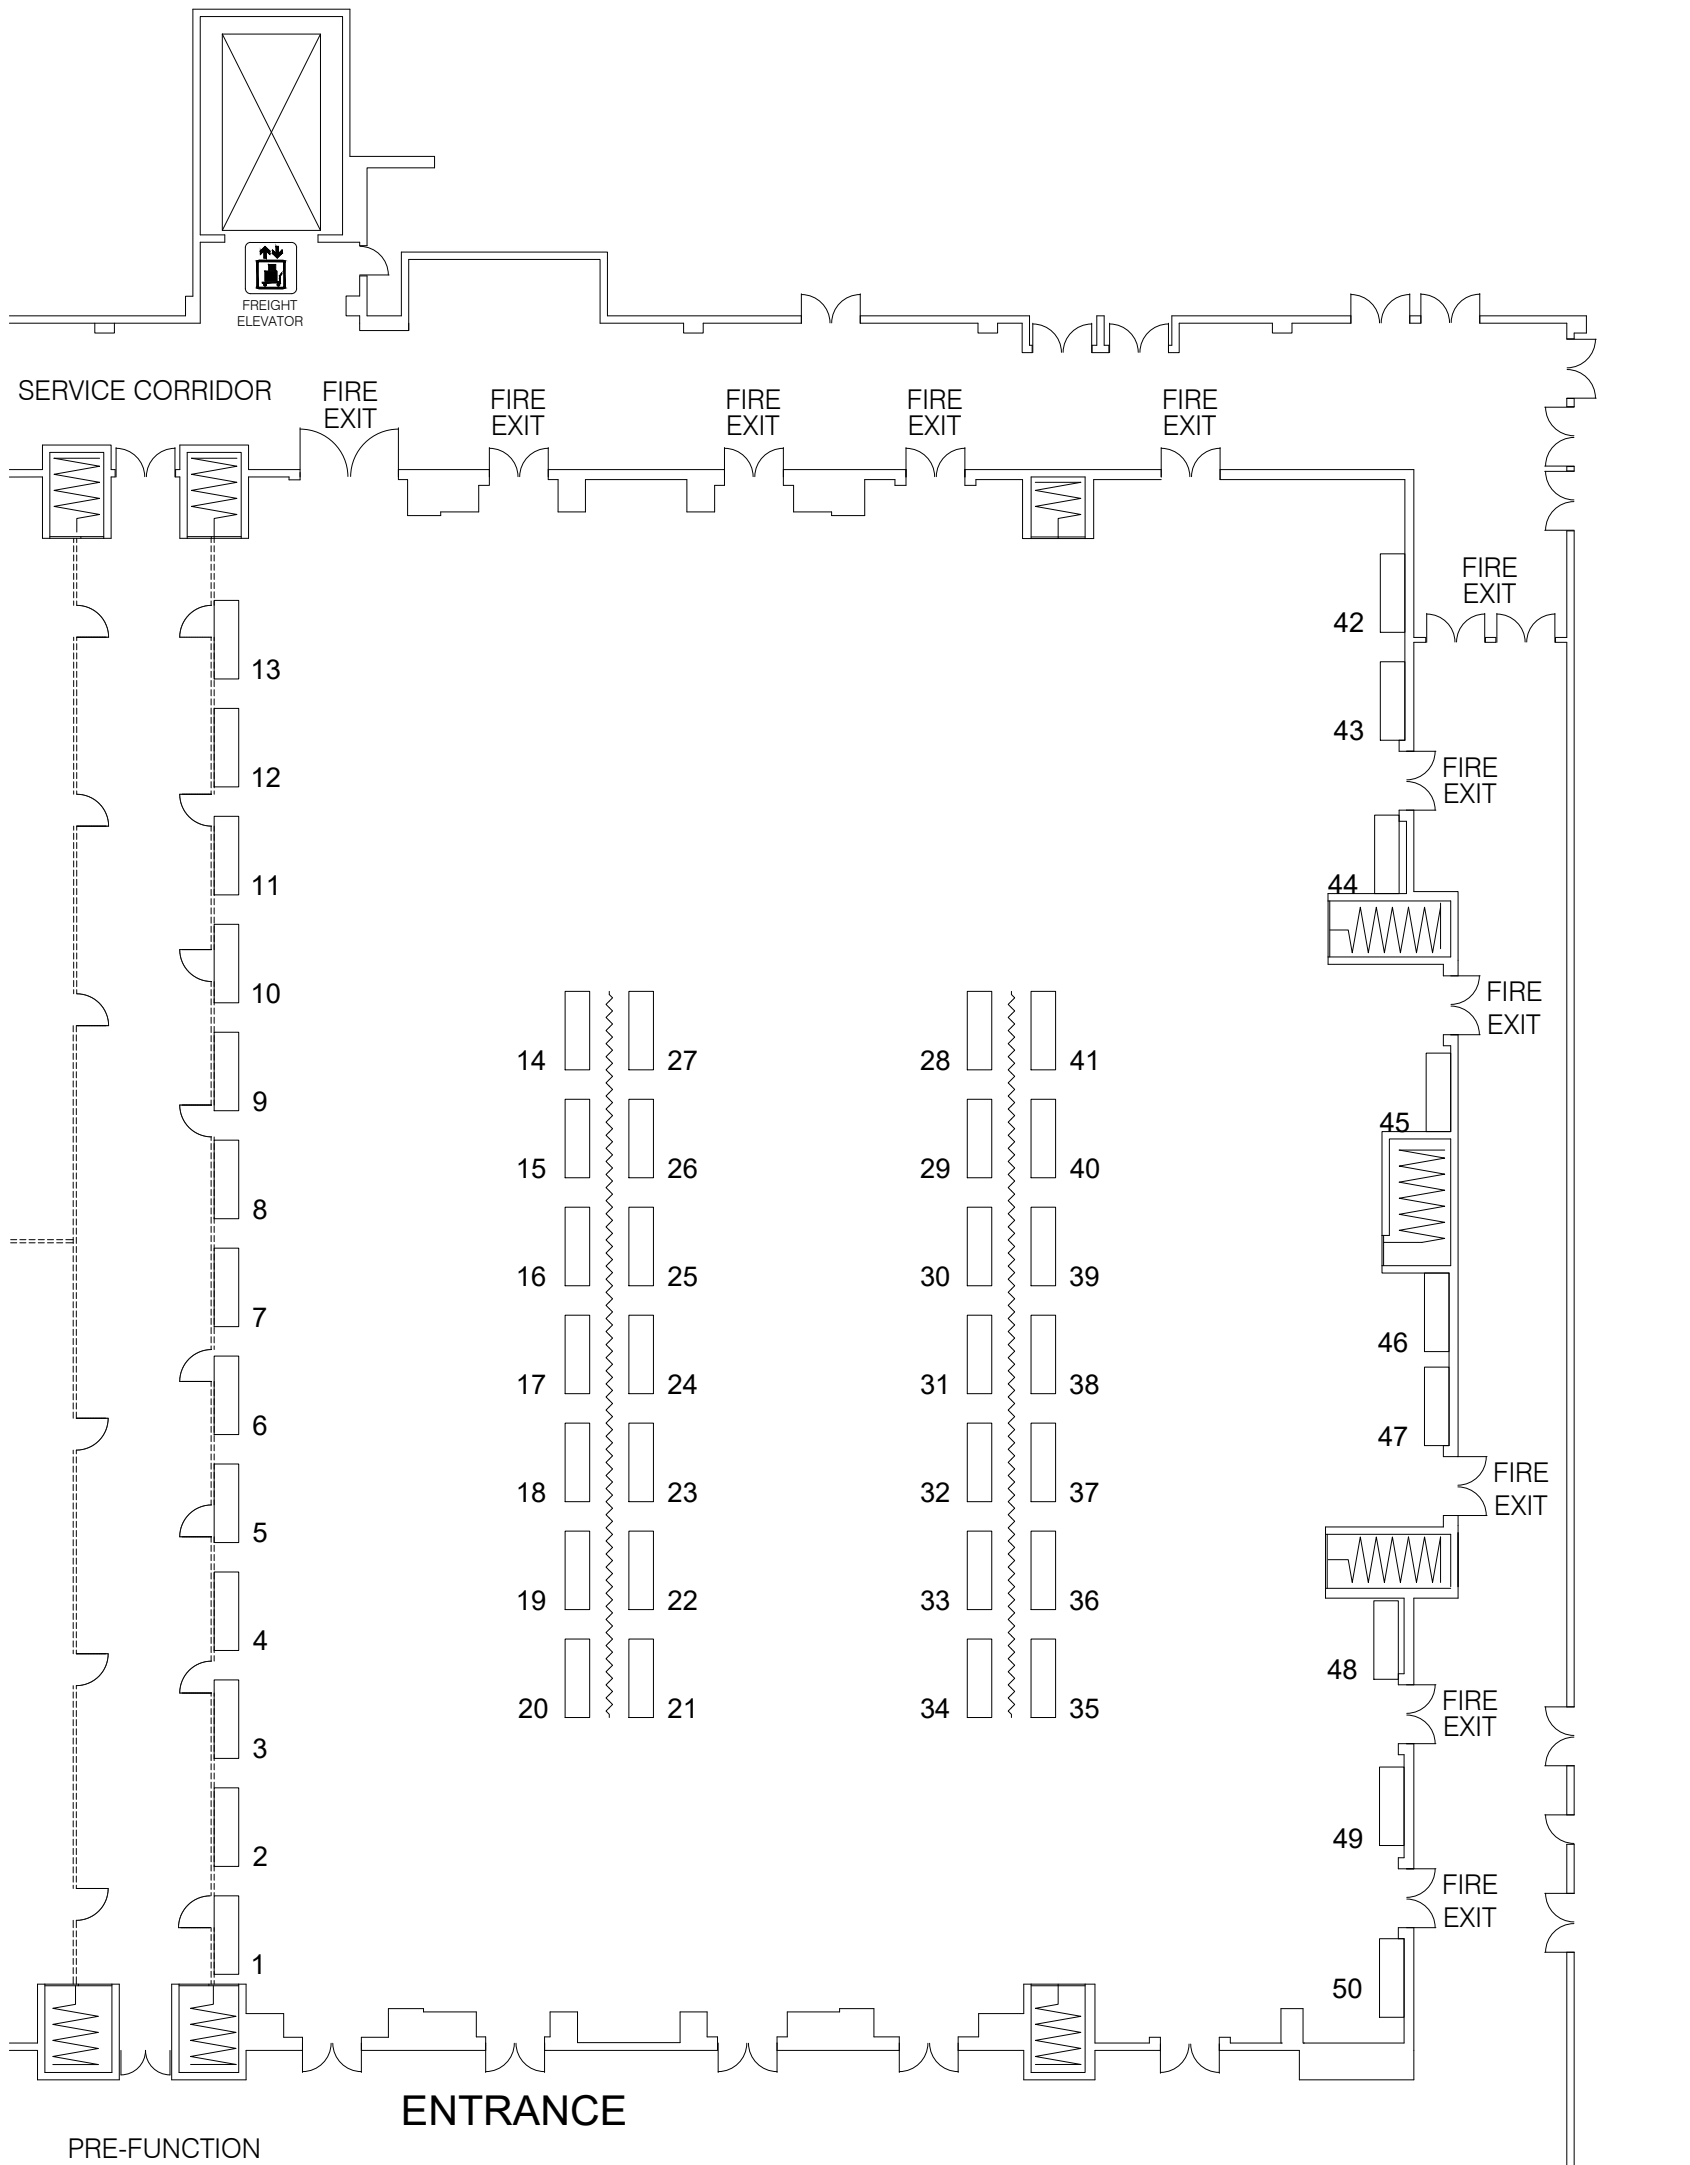 FREIGHT
ELEVATOR
SERVICE CORRIDOR
FIRE
EXIT
FIRE
EXIT
FIRE
EXIT
FIRE
EXIT
FIRE
EXIT
FIRE
EXIT
42
13
43
FIRE
EXIT
12
11
44
10
FIRE
EXIT
14
27
28
41
9
45
15
26
29
40
8
16
25
30
39
7
46
17
24
31
38
6
47
FIRE
EXIT
18
23
32
37
5
19
22
33
36
4
48
20
21
34
35
FIRE
EXIT
3
49
2
FIRE
EXIT
1
50
ENTRANCE
PRE-FUNCTION